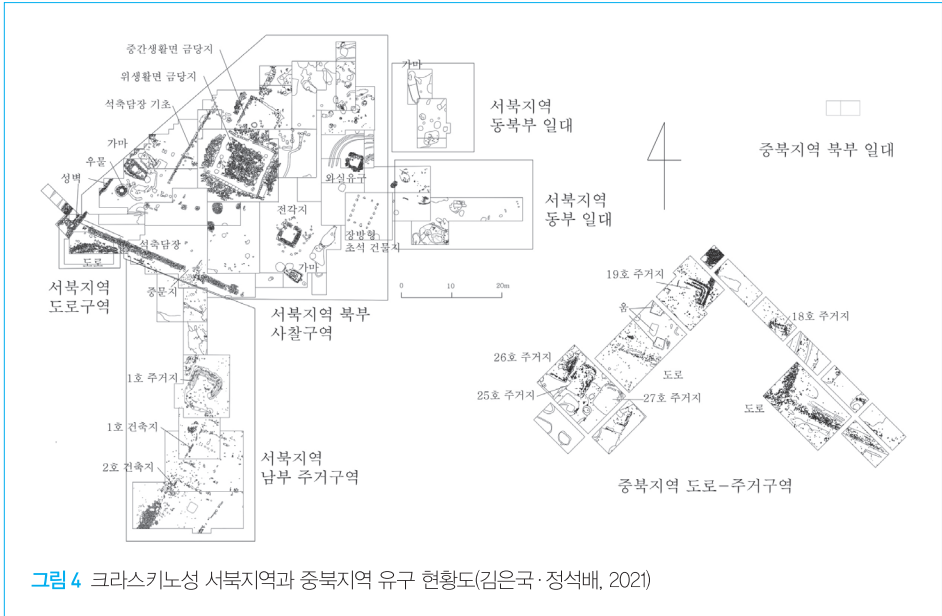 중간생활면 금당지
위생활면 금당지
석축담장 기초
가마
우물
성벽
가마
서북지역
동북부 일대
중북지역 북부 일대
와실유구
서북지역
동부 일대
전각지
장방형
초석 건물지
석축담장
도로
가마
중문지
서북지역
도로구역
서북지역 북부
사찰구역
0 10 20m
19호 주거지
움
18호 주거지
26호 주거지
25호 주거지
도로
27호 주거지
도로
1호 주거지
1호 건축지
2호 건축지
서북지역
남부 주거구역
중북지역 도로-주거구역
그림 4 크라스키노성 서북지역과 중북지역 유구 현황도(김은국·정석배, 2021)